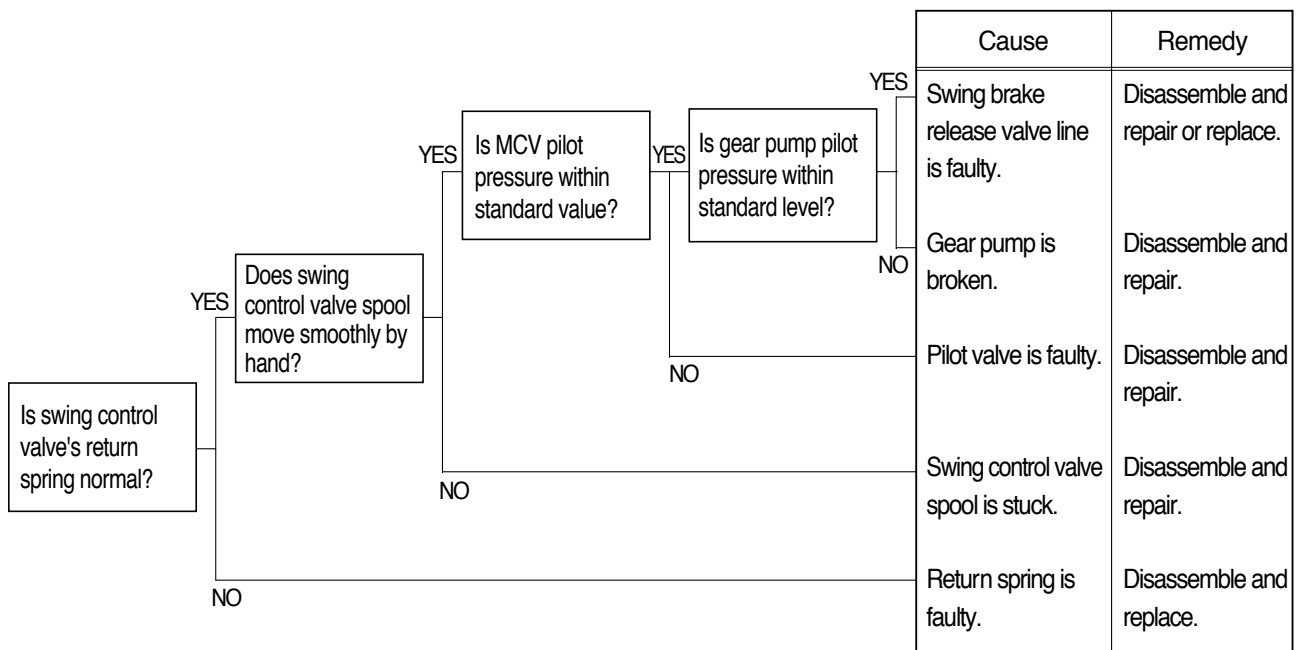 Cause
Remedy
YES
Swing brake
release valve line
is faulty.
Disassemble and
repair or replace.
YES
Is MCV pilot
pressure within
standard value?
YES
Is gear pump pilot
pressure within
standard level?
NO
Gear pump is
broken.
Disassemble and
repair.
YES
Does swing
control valve spool
move smoothly by
hand?
NO
Pilot valve is faulty.
Disassemble and
repair.
Is swing control
valve's return
spring normal?
NO
Swing control valve
spool is stuck.
Disassemble and
repair.
NO
Return spring is
faulty.
Disassemble and
replace.